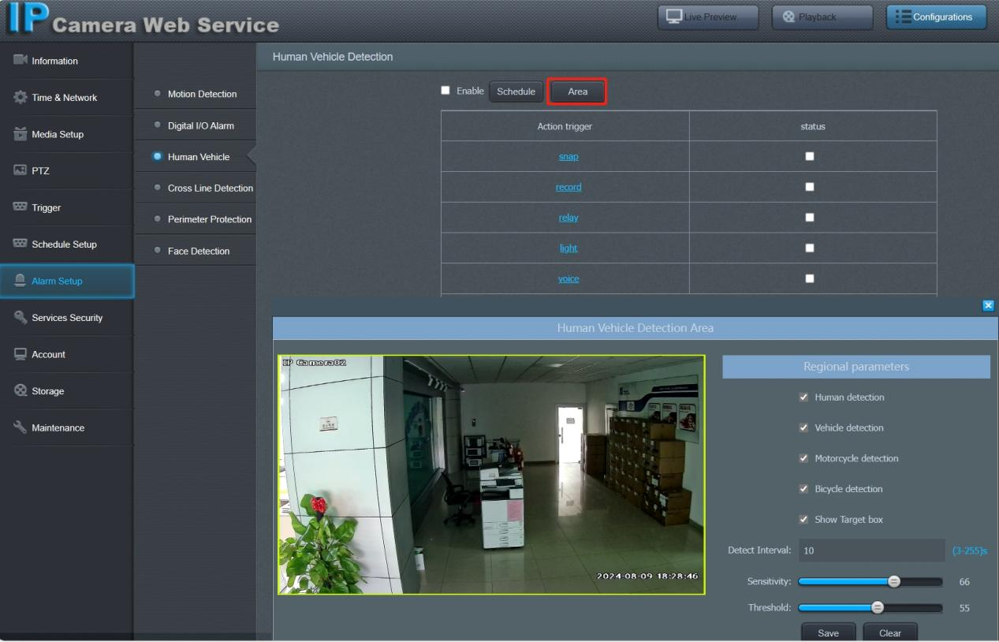 IP Camera Web Service
Live Preview
Playback
Configurations
Information
Time & Network
Media Setup
PTZ
Trigger
Schedule Setup
Alarm Setup
Services Security
Account
Storage
Maintenance
Motion Detection
Digital I/O Alarm
Human Vehicle
Cross Line Detection
Perimeter Protection
Face Detection
Human Vehicle Detection
Enable Schedule Area
Action trigger status
snap
record
relay
light
voice
Human Vehicle Detection Area
IP Camera02
2024-08-09 18:28:46
Regional parameters
Human detection
Vehicle detection
Motorcycle detection
Bicycle detection
Show Target box
Detect Interval: 10 (3-255)s
Sensitivity: 66
Threshold: 55
Save Clear